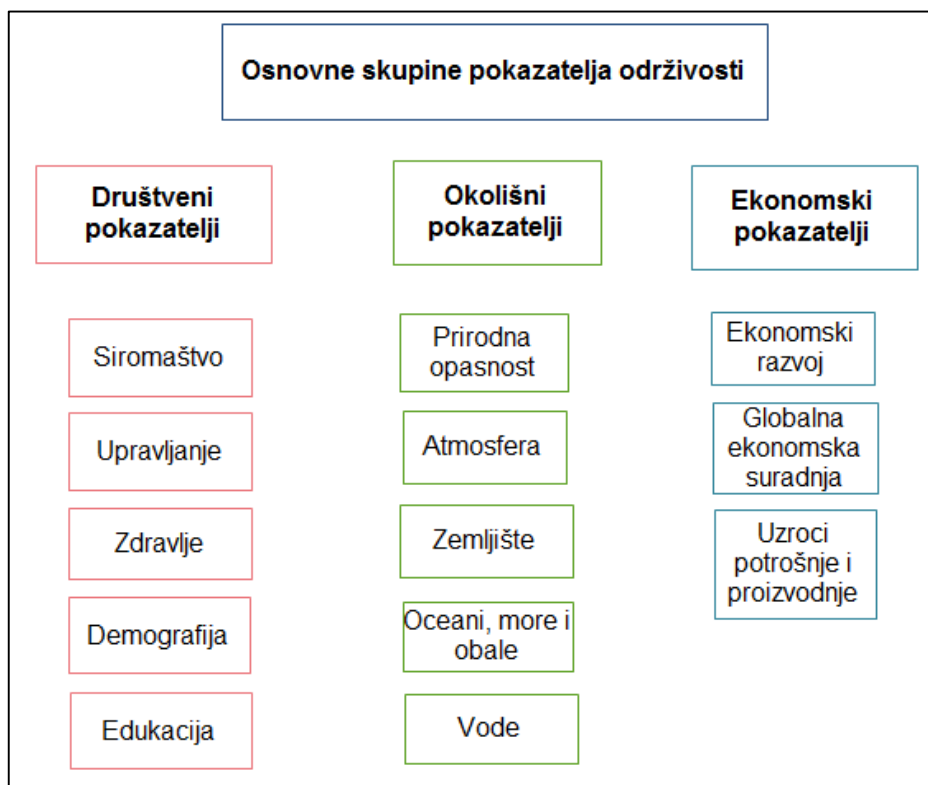 Osnovne skupine pokazatelja održivosti
Društveni
pokazatelji
Siromaštvo
Upravljanje
Zdravlje
Demografija
Edukacija
Okolišni
pokazatelji
Prirodna
opasnost
Atmosfera
Zemljište
Oceani, more i
obale
Vode
Ekonomski
pokazatelji
Ekonomski
razvoj
Globalna
ekonomska
suradnja
Uzroci
potrošnje i
proizvodnje